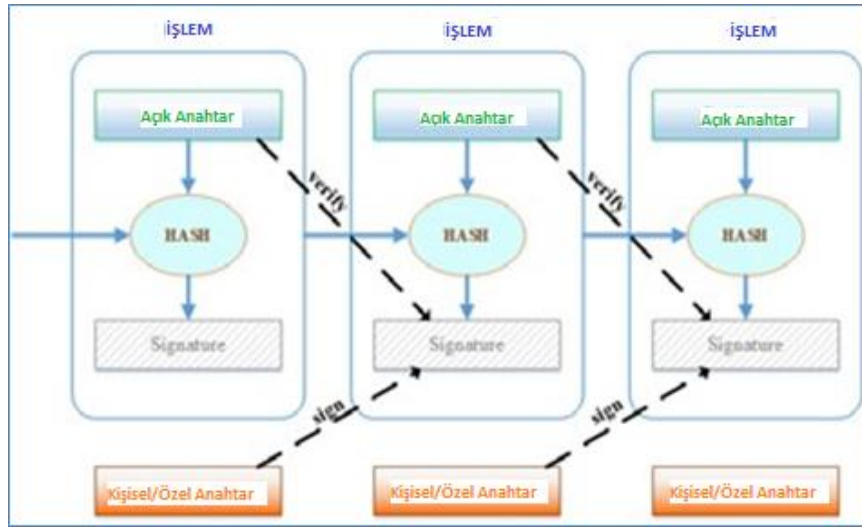 İŞLEM İŞLEM İŞLEM
Açık Anahtar Açık Anahtar Açık Anahtar
verify verify
HASH HASH HASH
Signature Signature Signature
sign sign
Kişisel/Özel Anahtar Kişisel/Özel Anahtar Kişisel/Özel Anahtar